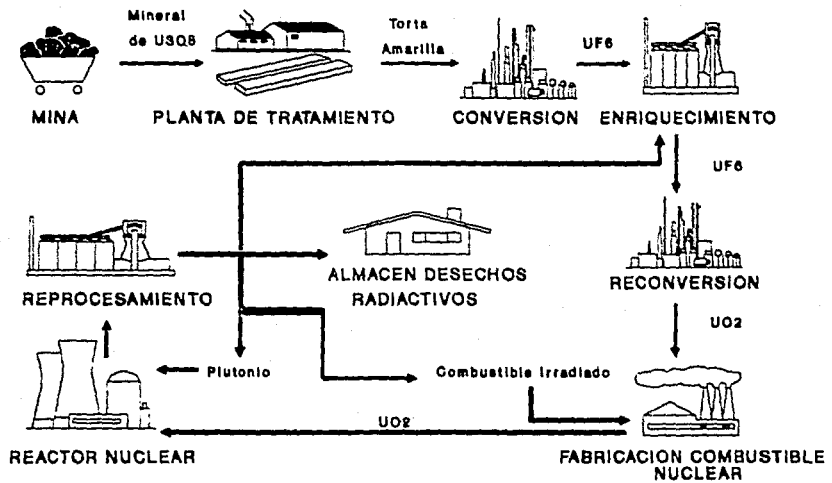 Mineral
de USQ8
Torta
Amarilla
UF6
MINA
PLANTA DE TRATAMIENTO
CONVERSION
ENRIQUECIMIENTO
UF6
ALMACEN DESECHOS
RADIACTIVOS
REPROCESAMIENTO
RECONVERSION
UO2
Plutonio
Combustible Irradiado
UO2
REACTOR NUCLEAR
FABRICACION COMBUSTIBLE
NUCLEAR